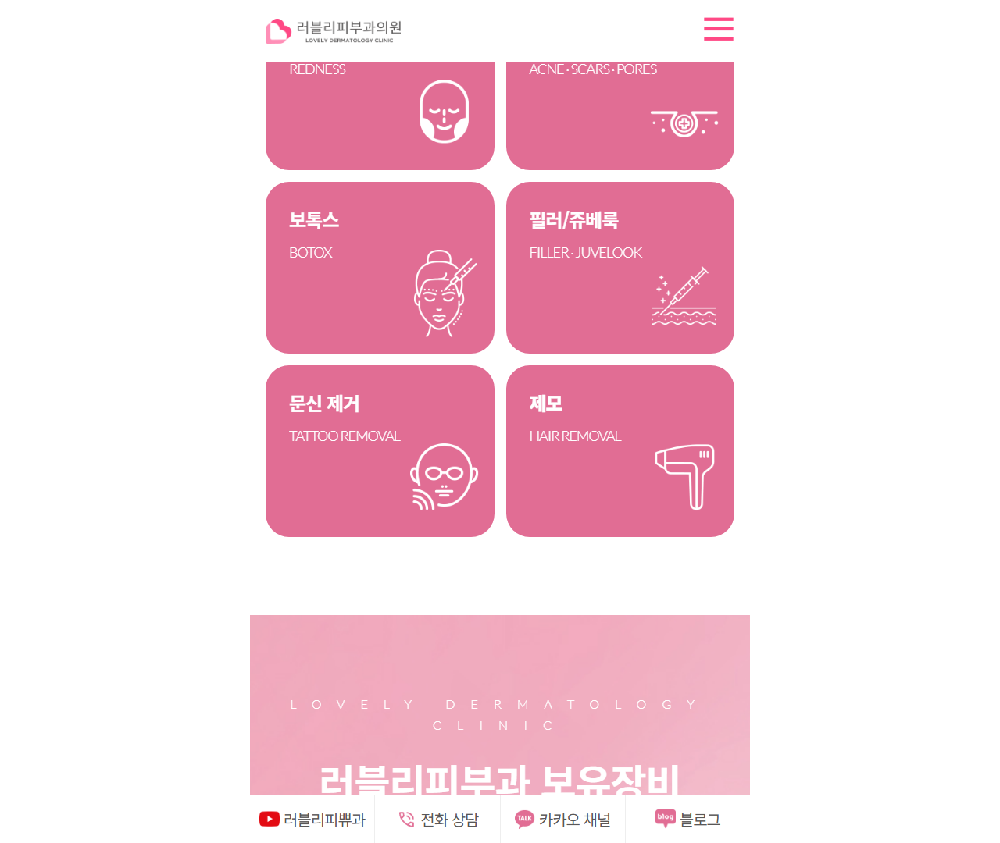 러블리피부과의원
LOVELY DERMATOLOGY CLINIC
REDNESS
ACNE · SCARS · PORES
보톡스
BOTOX
필러/쥬베룩
FILLER · JUVELOOK
문신 제거
TATTOO REMOVAL
제모
HAIR REMOVAL
LOVELY DERMATOLOGY
CLINIC
러블리피부과 보유장비
러블리피쀼과
전화 상담
TALK 카카오 채널
blog 블로그